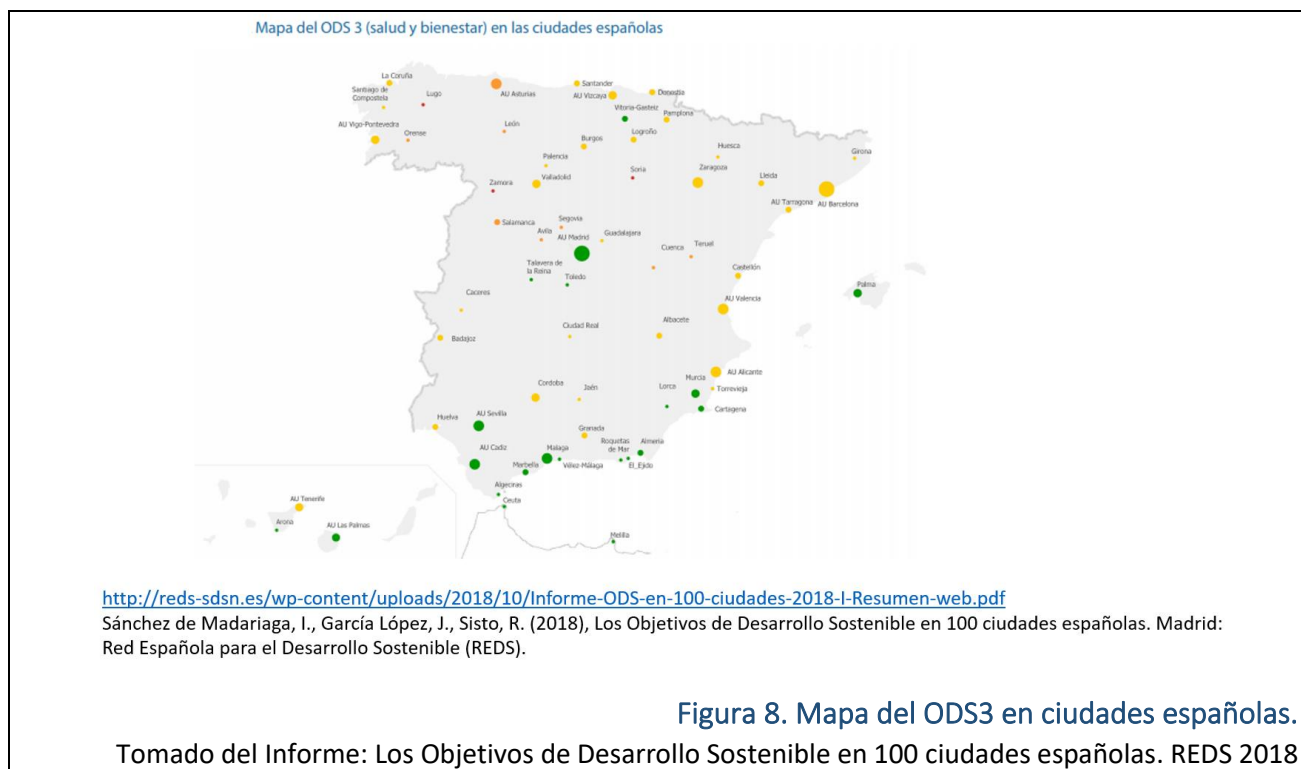 Mapa del ODS 3 (salud y bienestar) en las ciudades españolas
La Coruña
Santiago de
Compostela
Lugo
AU Asturias
Santander
AU Vizcaya
Donostia
Vitoria-Gasteiz
Pamplona
AU Vigo-Pontevedra
Orense
León
Burgos
Logroño
Huesca
Girona
Palencia
Valladolid
Soria
Zaragoza
Lleida
Zamora
AU Tarragona
AU Barcelona
Salamanca
Segovia
Avila
AU Madrid
Guadalajara
Cuenca
Teruel
Talavera de
la Reina
Toledo
Castellón
Palma
Caceres
AU Valencia
Ciudad Real
Albacete
Badajoz
AU Alicante
Cordoba
Jaén
Lorca
Murcia
Torrevieja
Cartagena
Huelva
AU Sevilla
Granada
AU Cadiz
Malaga
Roquetas
de Mar
Almeria
Marbella
Vélez-Málaga
El_Ejido
Algeciras
Ceuta
AU Tenerife
Arona
AU Las Palmas
Melilla
http://reds-sdsn.es/wp-content/uploads/2018/10/Informe-ODS-en-100-ciudades-2018-I-Resumen-web.pdf
Sánchez de Madariaga, I., García López, J., Sisto, R. (2018), Los Objetivos de Desarrollo Sostenible en 100 ciudades españolas. Madrid:
Red Española para el Desarrollo Sostenible (REDS).
Figura 8. Mapa del ODS3 en ciudades españolas.
Tomado del Informe: Los Objetivos de Desarrollo Sostenible en 100 ciudades españolas. REDS 2018